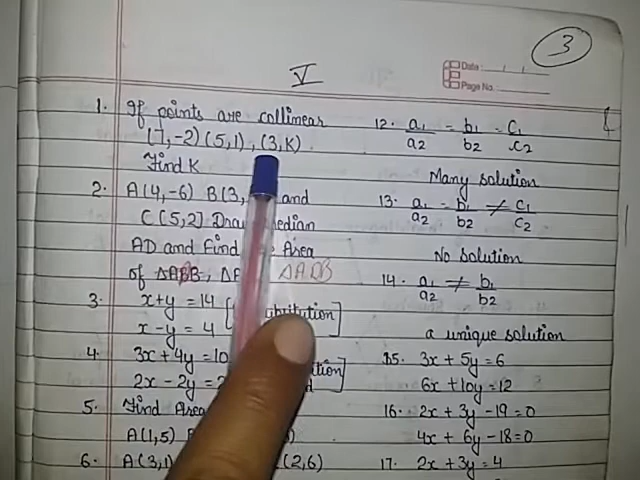 3
V
Date :
Page No. :
1. If points are collinear
(7,-2) (5,1) , (3,K)
Find K
2. A(4,-6) B(3, and
C(5,2) Draw
AD and Find Area
of ΔADB
3. x+y = 14
x-y = 4
4. 3x+4y = 10
2x-2y = 2
5. Find Area
A(1,5)
6. A(3,1) (2,6)
12. a₁/a₂ = b₁/b₂ = c₁/c₂
Many solution
13. a₁/a₂ = b₁/b₂ ≠ c₁/c₂
No solution
14. a₁/a₂ ≠ b₁/b₂
a unique solution
15. 3x + 5y = 6
6x + 10y = 12
16. 2x + 3y - 19 = 0
4x + 6y - 18 = 0
17. 2x + 3y = 4